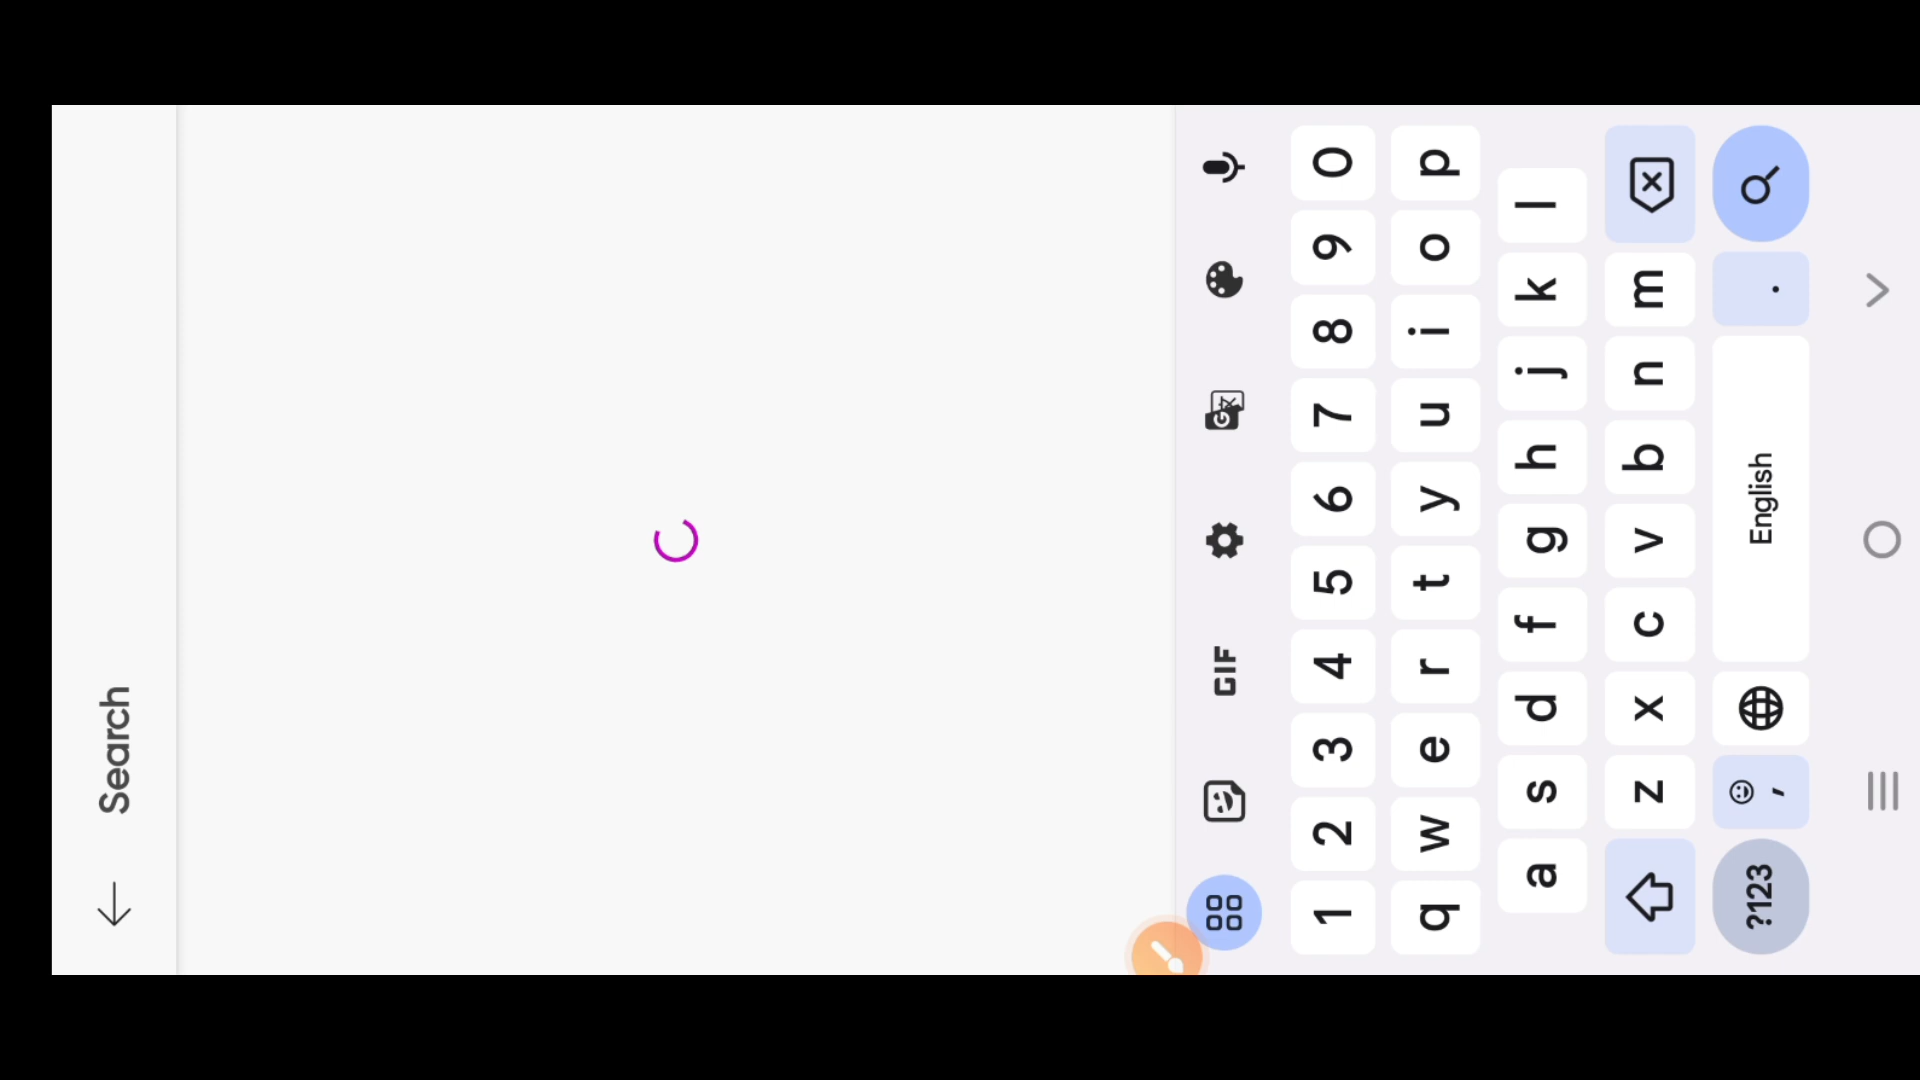 Search
GIF
1 2 3 4 5 6 7 8 9 0
q w e r t y u i o p
a s d f g h j k l
z x c v b n m
?123 , English .